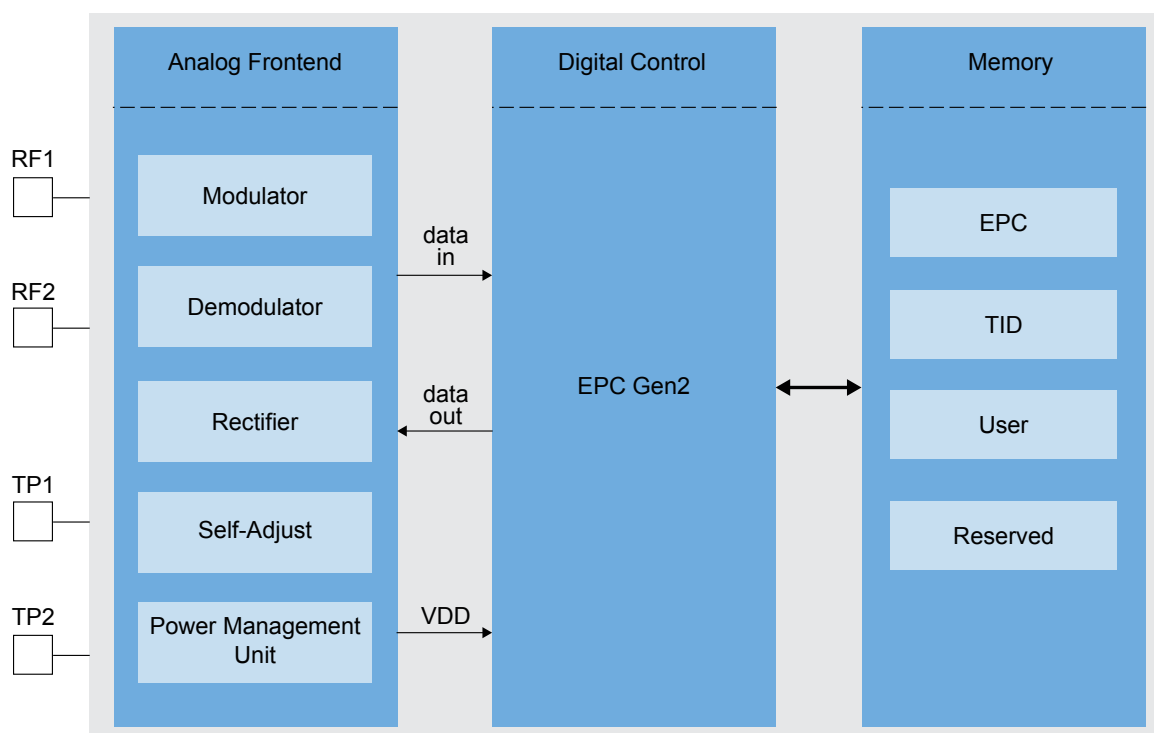 Analog Frontend
Digital Control
Memory
RF1
RF2
TP1
TP2
Modulator
Demodulator
Rectifier
Self-Adjust
Power Management
Unit
data
in
data
out
VDD
EPC Gen2
EPC
TID
User
Reserved